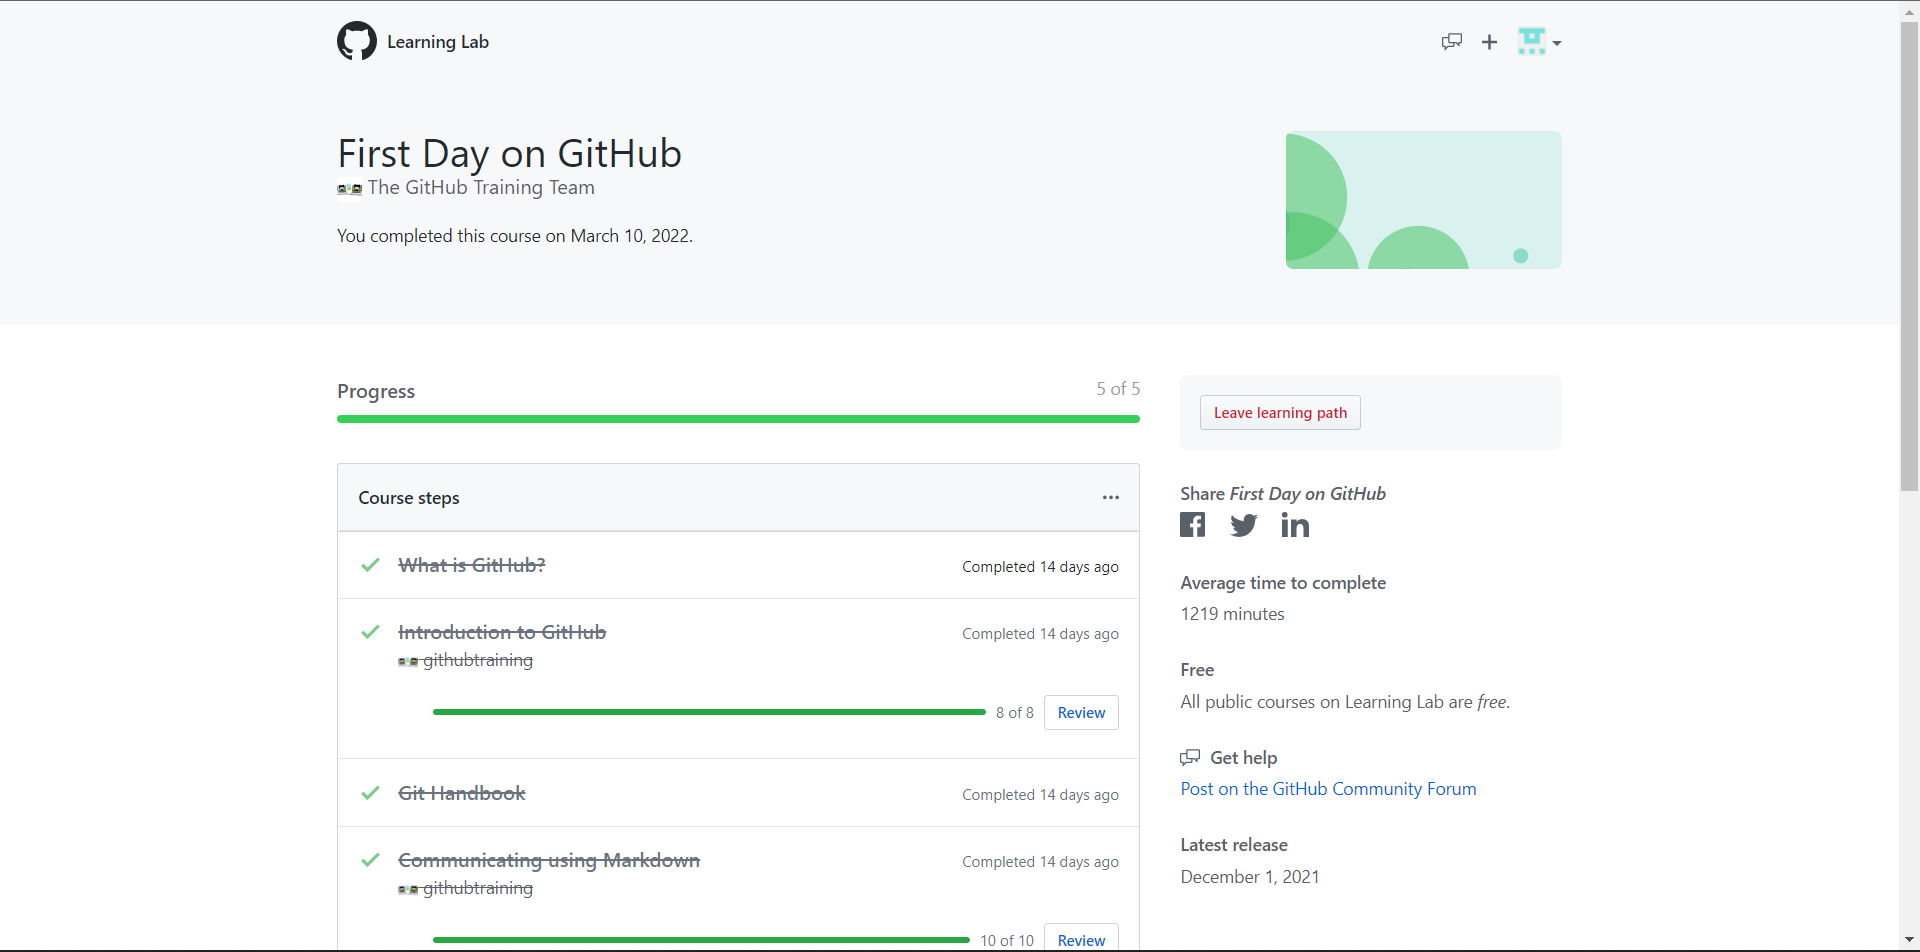 Learning Lab
First Day on GitHub
The GitHub Training Team
You completed this course on March 10, 2022.
Progress
5 of 5
Course steps
What is GitHub?
Completed 14 days ago
Introduction to GitHub
Completed 14 days ago
githubtraining
8 of 8
Review
Git Handbook
Completed 14 days ago
Communicating using Markdown
Completed 14 days ago
githubtraining
10 of 10
Review
Leave learning path
Share First Day on GitHub
Average time to complete
1219 minutes
Free
All public courses on Learning Lab are free.
Get help
Post on the GitHub Community Forum
Latest release
December 1, 2021